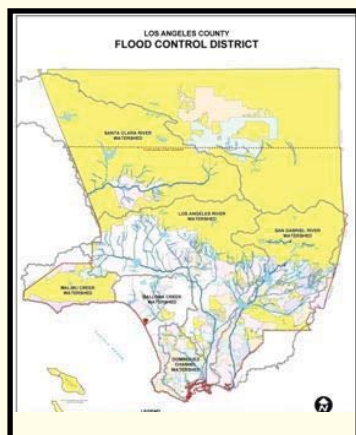 LOS ANGELES COUNTY
FLOOD CONTROL DISTRICT
SANTA CLARA RIVER
WATERSHED
LOS ANGELES RIVER
WATERSHED
SAN GABRIEL RIVER
WATERSHED
MALIBU CREEK
WATERSHED
BALLONA CREEK
WATERSHED
DOMINGUEZ
CHANNEL
WATERSHED
LEGEND